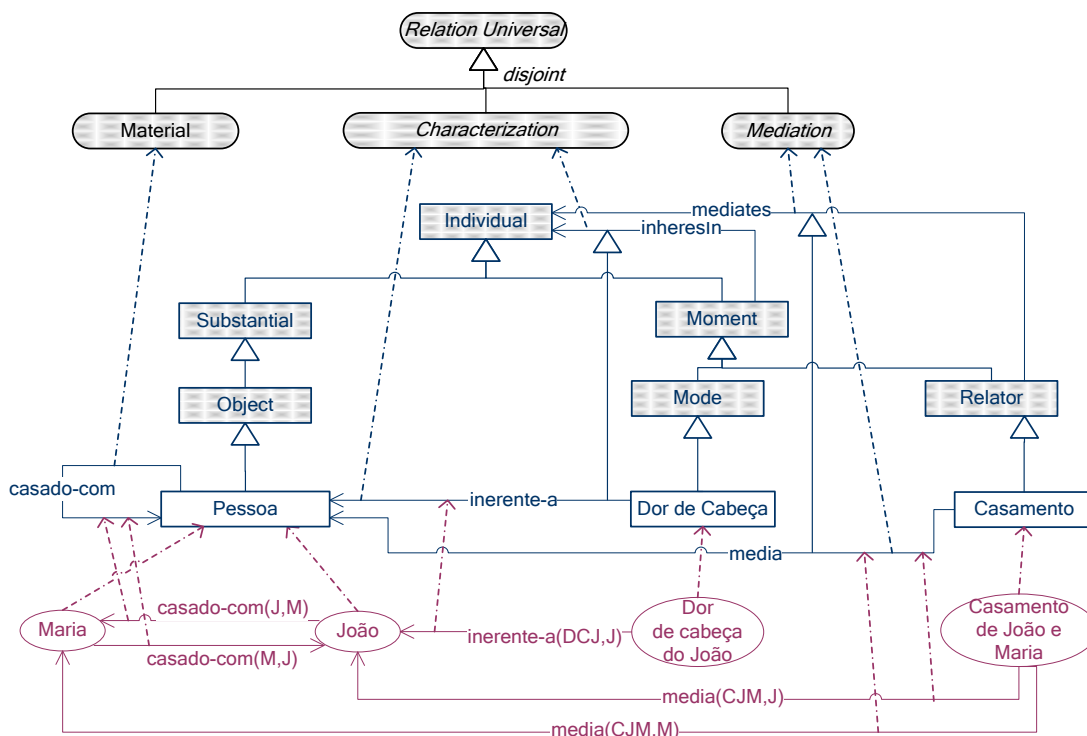 Relation Universal
disjoint
Material
Characterization
Mediation
Individual
mediates
inheresIn
Substantial
Moment
Object
Mode
Relator
casado-com
Pessoa
inerente-a
Dor de Cabeça
Casamento
media
casado-com(J,M)
Maria
João
casado-com(M,J)
inerente-a(DCJ,J)
Dor
de cabeça
do João
Casamento
de João e
Maria
media(CJM,J)
media(CJM,M)